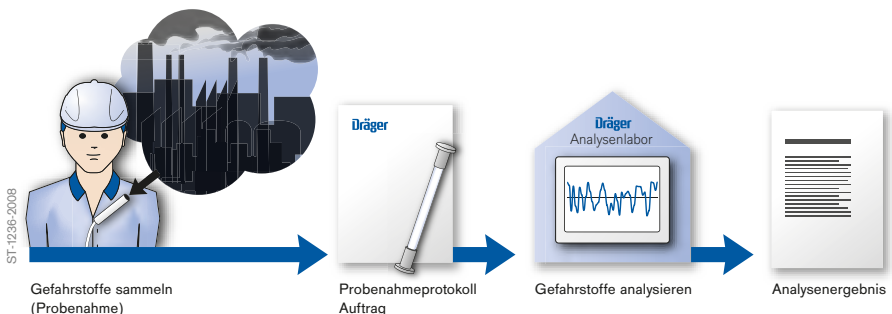 ST-1236-2008
Dräger
Dräger
Analysenlabor
Gefahrstoffe sammeln
(Probenahme)
Probenahmeprotokoll
Auftrag
Gefahrstoffe analysieren
Analysenergebnis